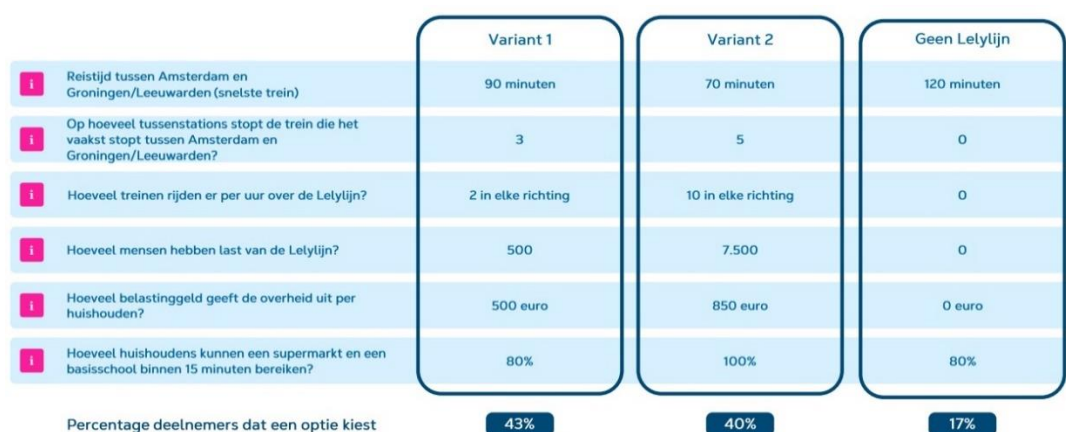 Variant 1 Variant 2 Geen Lelylijn
i Reistijd tussen Amsterdam en
Groningen/Leeuwarden (snelste trein) 90 minuten 70 minuten 120 minuten
i Op hoeveel tussenstations stopt de trein die het
vaakst stopt tussen Amsterdam en 3 5 0
Groningen/Leeuwarden?
i Hoeveel treinen rijden er per uur over de Lelylijn? 2 in elke richting 10 in elke richting 0
i Hoeveel mensen hebben last van de Lelylijn? 500 7.500 0
i Hoeveel belastinggeld geeft de overheid uit per
huishouden? 500 euro 850 euro 0 euro
i Hoeveel huishoudens kunnen een supermarkt en een
basisschool binnen 15 minuten bereiken? 80% 100% 80%
Percentage deelnemers dat een optie kiest 43% 40% 17%